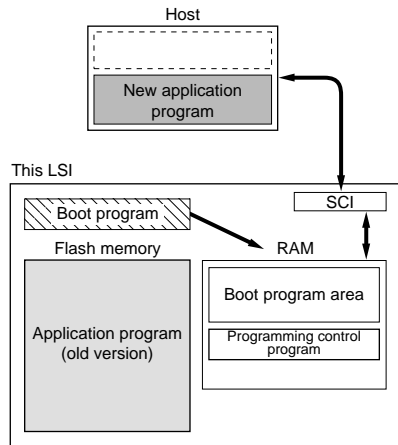 Host
New application
program
This LSI
SCI
Boot program
Flash memory
RAM
Boot program area
Application program
(old version)
Programming control
program